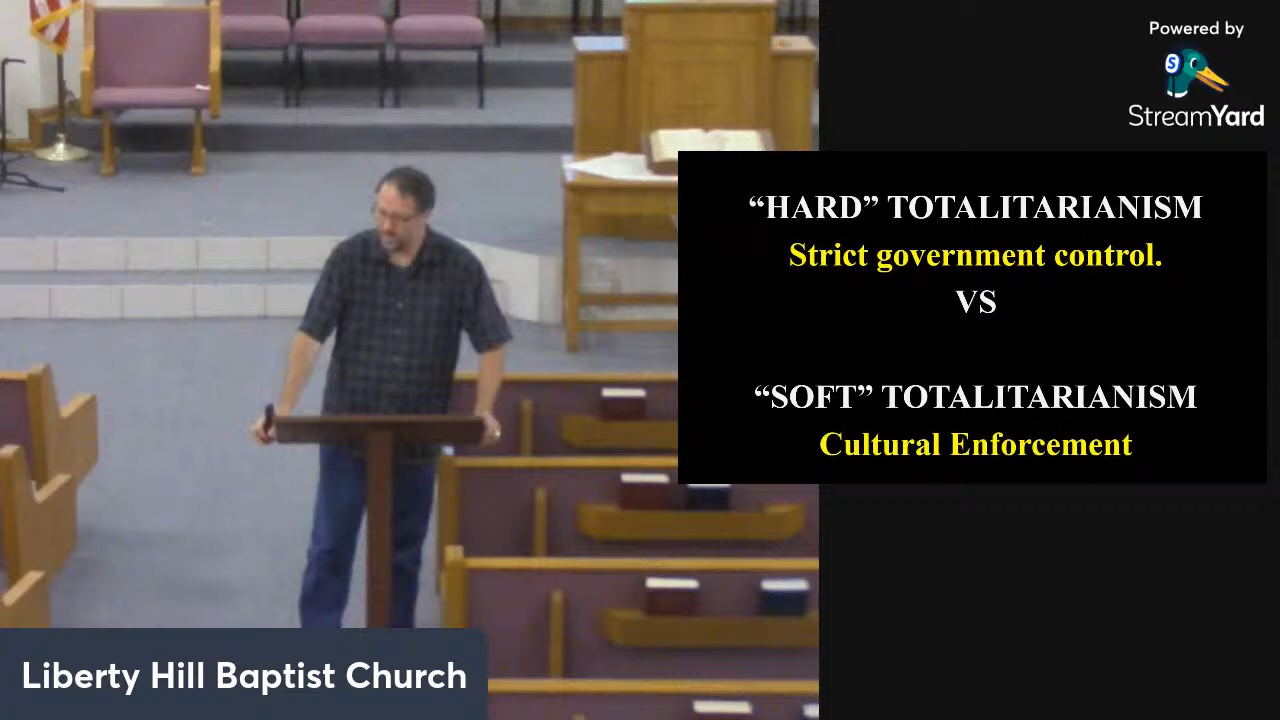 Powered by
S
StreamYard
“HARD” TOTALITARIANISM
Strict government control.
VS
“SOFT” TOTALITARIANISM
Cultural Enforcement
Liberty Hill Baptist Church